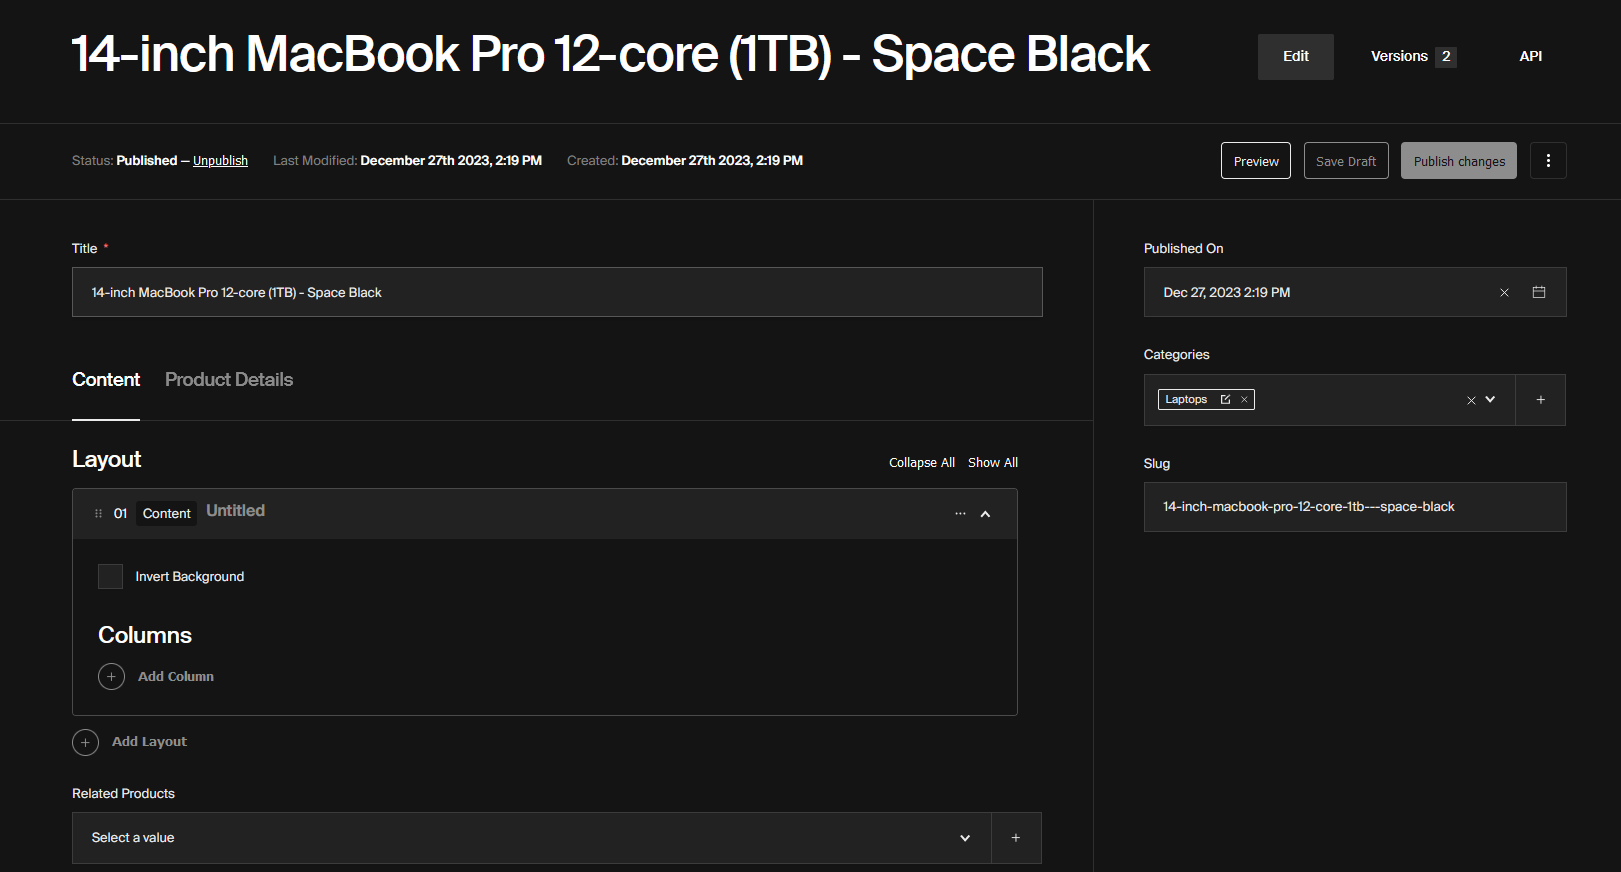 14-inch MacBook Pro 12-core (1TB) - Space Black
Edit
Versions 2
API
Status: Published — Unpublish
Last Modified: December 27th 2023, 2:19 PM
Created: December 27th 2023, 2:19 PM
Preview
Save Draft
Publish changes
Title *
14-inch MacBook Pro 12-core (1TB) - Space Black
Content
Product Details
Layout
Collapse All
Show All
01 Content Untitled
Invert Background
Columns
Add Column
Add Layout
Related Products
Select a value
Published On
Dec 27, 2023 2:19 PM
Categories
Laptops
Slug
14-inch-macbook-pro-12-core-1tb---space-black